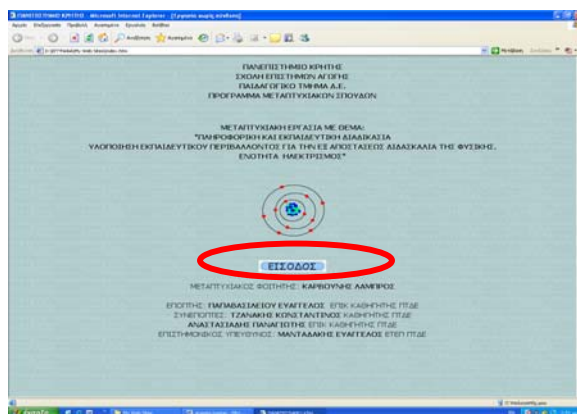 ΠΑΝΕΠΙΣΤΗΜΙΟ ΚΡΗΤΗΣ
ΣΧΟΛΗ ΕΠΙΣΤΗΜΩΝ ΑΓΩΓΗΣ
ΠΑΙΔΑΓΩΓΙΚΟ ΤΜΗΜΑ Δ.Ε.
ΠΡΟΓΡΑΜΜΑ ΜΕΤΑΠΤΥΧΙΑΚΩΝ ΣΠΟΥΔΩΝ
ΜΕΤΑΠΤΥΧΙΑΚΗ ΕΡΓΑΣΙΑ ΜΕ ΘΕΜΑ:
"ΠΛΗΡΟΦΟΡΙΚΗ ΚΑΙ ΕΚΠΑΙΔΕΥΤΙΚΗ ΔΙΑΔΙΚΑΣΙΑ
ΥΛΟΠΟΙΗΣΗ ΕΚΠΑΙΔΕΥΤΙΚΟΥ ΠΕΡΙΒΑΛΛΟΝΤΟΣ ΓΙΑ ΤΗΝ ΕΞ ΑΠΟΣΤΑΣΕΩΣ ΔΙΔΑΣΚΑΛΙΑ ΤΗΣ ΦΥΣΙΚΗΣ.
ΕΝΟΤΗΤΑ ΗΛΕΚΤΡΙΣΜΟΣ"
ΕΙΣΟΔΟΣ
ΜΕΤΑΠΤΥΧΙΑΚΟΣ ΦΟΙΤΗΤΗΣ: ΚΑΡΒΟΥΝΗΣ ΛΑΜΠΡΟΣ
ΕΠΟΠΤΗΣ: ΠΑΠΑΒΑΣΙΛΕΙΟΥ ΕΥΑΓΓΕΛΟΣ ΕΠΙΚ ΚΑΘΗΓΗΤΗΣ ΠΤΔΕ
ΣΥΝΕΠΟΠΤΕΣ: ΤΖΑΝΑΚΗΣ ΚΩΝΣΤΑΝΤΙΝΟΣ ΚΑΘΗΓΗΤΗΣ ΠΤΔΕ
ΑΝΑΣΤΑΣΙΑΔΗΣ ΠΑΝΑΓΙΩΤΗΣ ΕΠΙΚ ΚΑΘΗΓΗΤΗΣ ΠΤΔΕ
ΕΠΙΣΤΗΜΟΝΙΚΟΣ ΥΠΕΥΘΥΝΟΣ: ΜΑΝΤΑΔΑΚΗΣ ΕΥΑΓΓΕΛΟΣ ΕΤΕΠ ΠΤΔΕ